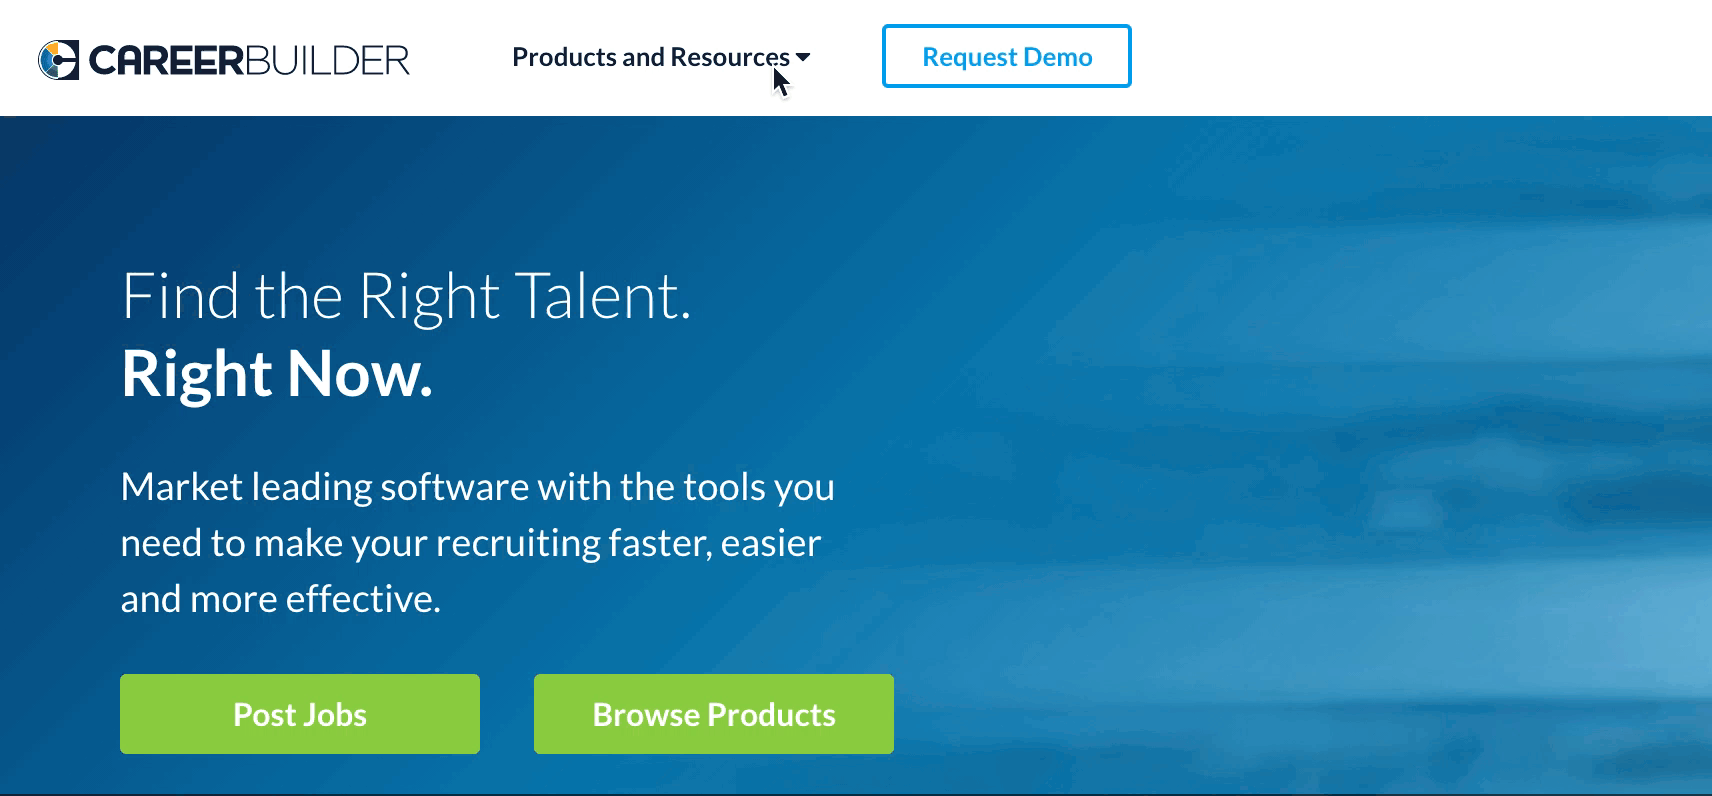 CAREERBUILDER
Products and Resources
Request Demo
Find the Right Talent.
Right Now.
Market leading software with the tools you
need to make your recruiting faster, easier
and more effective.
Post Jobs
Browse Products